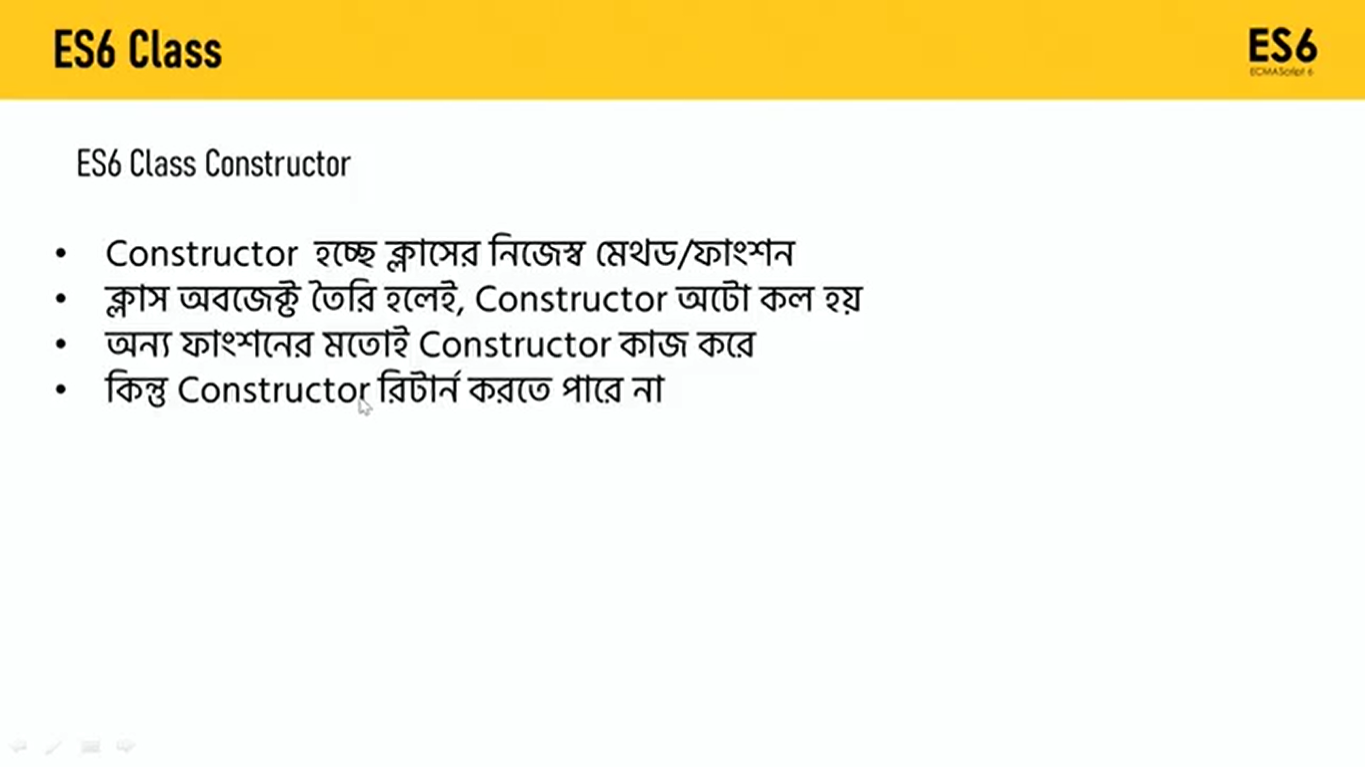 ES6 Class
ES6
ECMAScript 6
ES6 Class Constructor
• Constructor হচ্ছে ক্লাসের নিজেস্ব মেথড/ফাংশন
• ক্লাস অবজেক্ট তৈরি হলেই, Constructor অটো কল হয়
• অন্য ফাংশনের মতোই Constructor কাজ করে
• কিন্তু Constructor রিটার্ন করতে পারে না